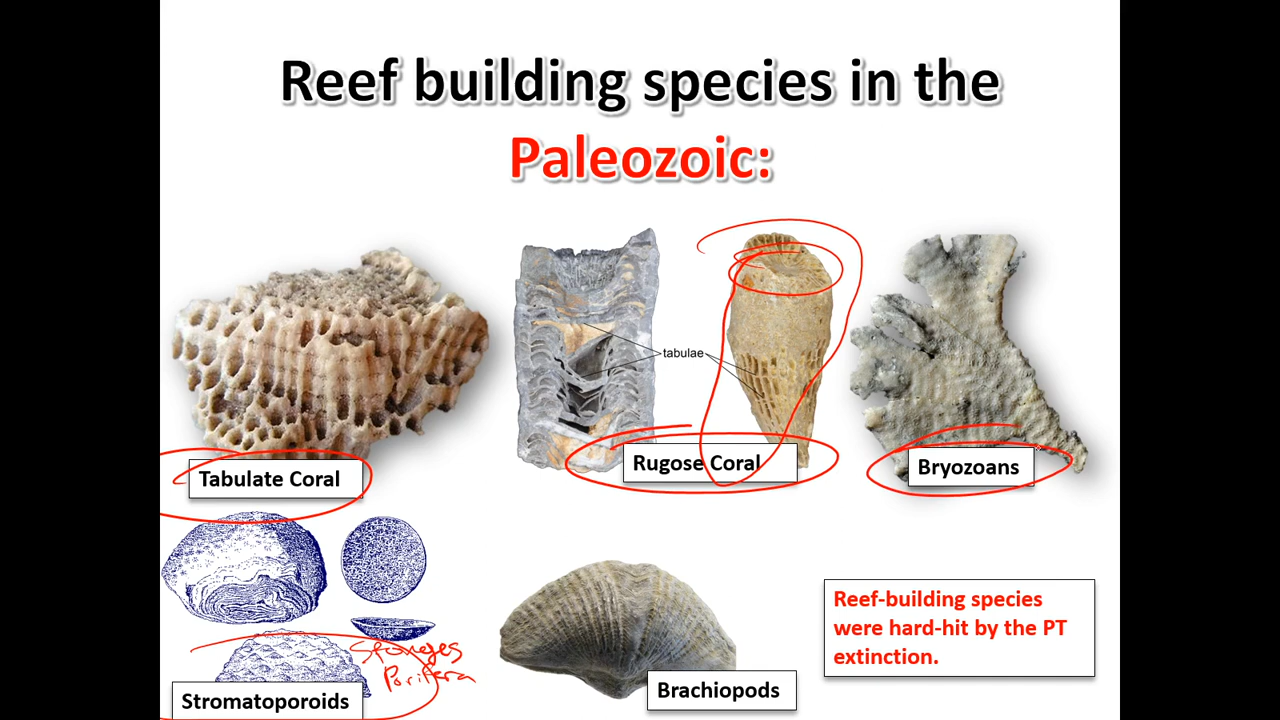 Reef building species in the
Paleozoic:
tabulae
Tabulate Coral
Rugose Coral
Bryozoans
Sponges
Porifera
Stromatoporoids
Brachiopods
Reef-building species
were hard-hit by the PT
extinction.